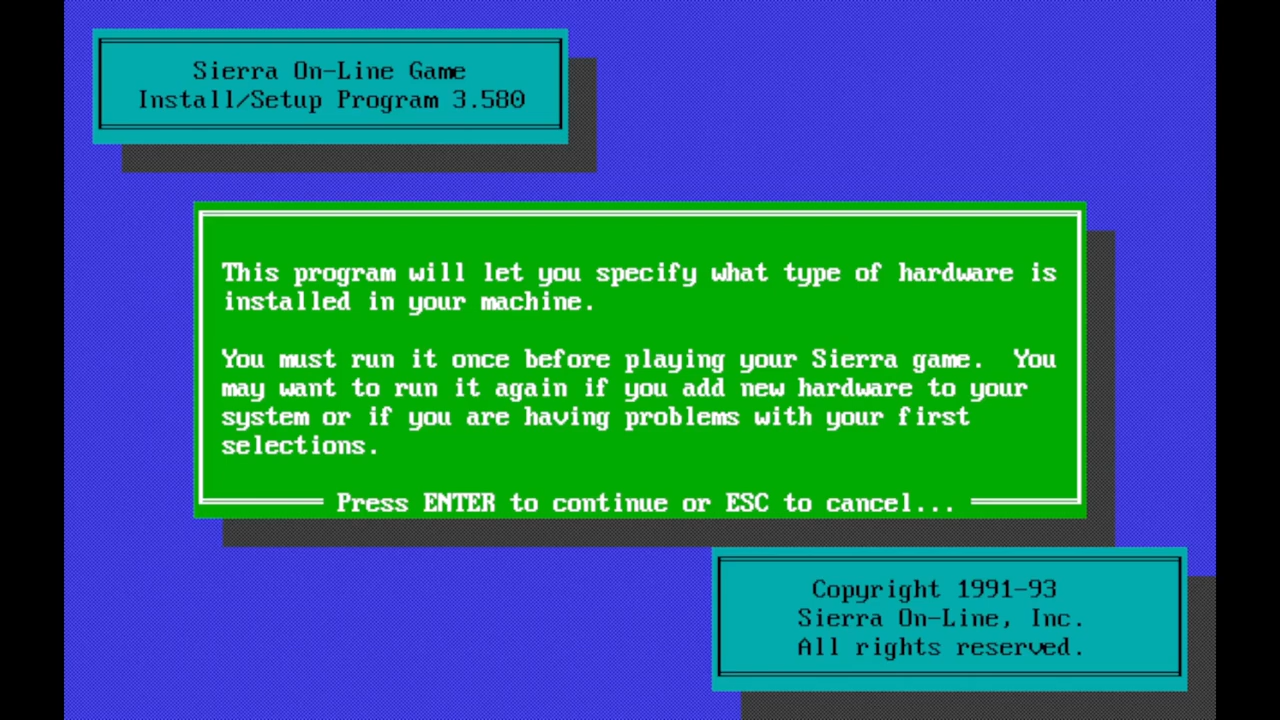 Sierra On-Line Game
Install/Setup Program 3.580
This program will let you specify what type of hardware is
installed in your machine.
You must run it once before playing your Sierra game.  You
may want to run it again if you add new hardware to your
system or if you are having problems with your first
selections.
Press ENTER to continue or ESC to cancel...
Copyright 1991-93
Sierra On-Line, Inc.
All rights reserved.